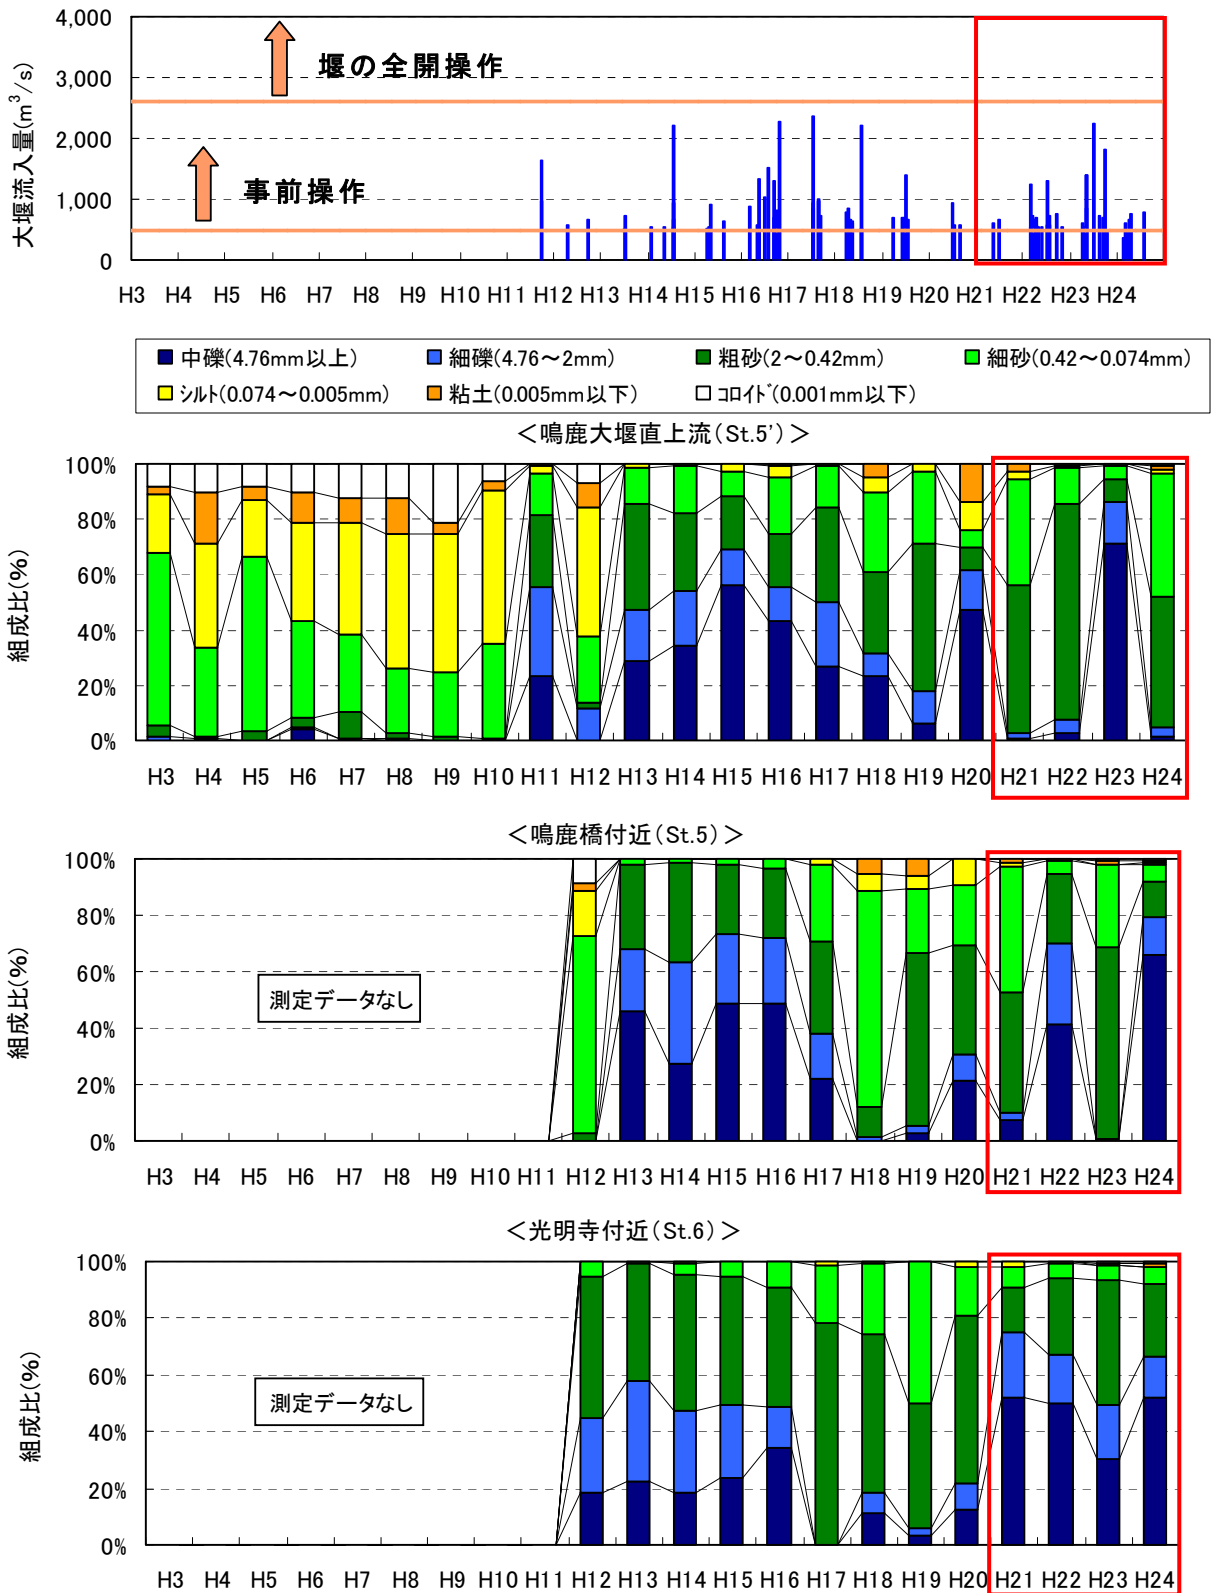 4,000
3,000
2,000
1,000
0
大堰流入量(m³/s)
堰の全開操作
事前操作
H3 H4 H5 H6 H7 H8 H9 H10 H11 H12 H13 H14 H15 H16 H17 H18 H19 H20 H21 H22 H23 H24
中礫(4.76mm以上) 細礫(4.76～2mm) 粗砂(2～0.42mm) 細砂(0.42～0.074mm)
シルト(0.074～0.005mm) 粘土(0.005mm以下) コロイド(0.001mm以下)
＜鳴鹿大堰直上流(St.5')＞
100%
80%
60%
40%
20%
0%
組成比(%)
H3 H4 H5 H6 H7 H8 H9 H10 H11 H12 H13 H14 H15 H16 H17 H18 H19 H20 H21 H22 H23 H24
＜鳴鹿橋付近(St.5)＞
100%
80%
60%
40%
20%
0%
組成比(%)
測定データなし
H3 H4 H5 H6 H7 H8 H9 H10 H11 H12 H13 H14 H15 H16 H17 H18 H19 H20 H21 H22 H23 H24
＜光明寺付近(St.6)＞
100%
80%
60%
40%
20%
0%
組成比(%)
測定データなし
H3 H4 H5 H6 H7 H8 H9 H10 H11 H12 H13 H14 H15 H16 H17 H18 H19 H20 H21 H22 H23 H24